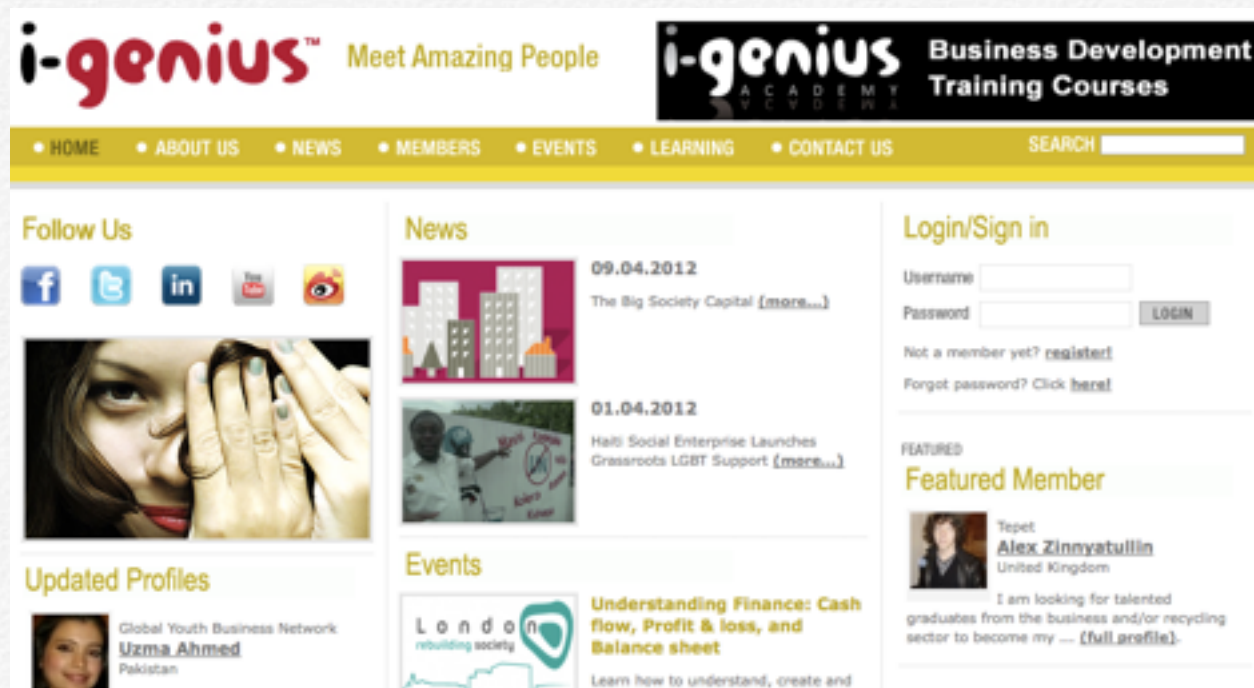 i-genius™
Meet Amazing People
i-genius
ACADEMY
Business Development
Training Courses
• HOME • ABOUT US • NEWS • MEMBERS • EVENTS • LEARNING • CONTACT US
SEARCH
Follow Us
f
in
You
Tube
Updated Profiles
Global Youth Business Network
Uzma Ahmed
Pakistan
News
09.04.2012
The Big Society Capital (more...)
01.04.2012
Haiti Social Enterprise Launches
Grassroots LGBT Support (more...)
Events
London
rebuilding society
Understanding Finance: Cash
flow, Profit & loss, and
Balance sheet
Learn how to understand, create and
Login/Sign in
Username
Password
LOGIN
Not a member yet? register!
Forgot password? Click here!
FEATURED
Featured Member
Tepet
Alex Zinnyatullin
United Kingdom
I am looking for talented
graduates from the business and/or recycling
sector to become my .... (full profile).